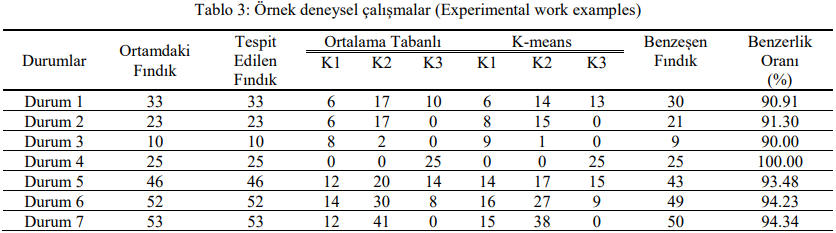 Tablo 3: Örnek deneysel çalışmalar (Experimental work examples)
Durumlar Ortamdaki Fındık Tespit Edilen Fındık Ortalama Tabanlı K-means Benzeşen Fındık Benzerlik Oranı (%)
K1 K2 K3 K1 K2 K3
Durum 1 33 33 6 17 10 6 14 13 30 90.91
Durum 2 23 23 6 17 0 8 15 0 21 91.30
Durum 3 10 10 8 2 0 9 1 0 9 90.00
Durum 4 25 25 0 0 25 0 0 25 25 100.00
Durum 5 46 46 12 20 14 14 17 15 43 93.48
Durum 6 52 52 14 30 8 16 27 9 49 94.23
Durum 7 53 53 12 41 0 15 38 0 50 94.34